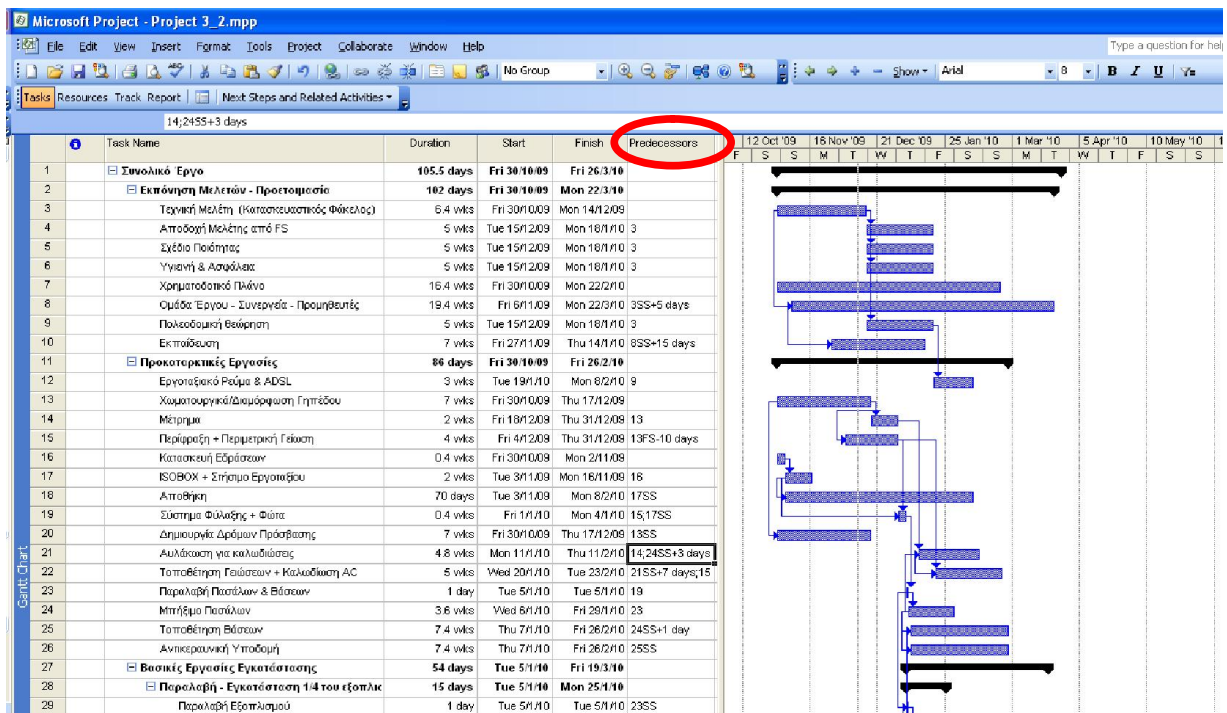 Microsoft Project - Project 3_2.mpp
File Edit View Insert Format Tools Project Collaborate Window Help Type a question for help
No Group Show Arial 8 B I U
Tasks Resources Track Report Next Steps and Related Activities
14;24SS+3 days
Task Name Duration Start Finish Predecessors 12 Oct '09 16 Nov '09 21 Dec '09 25 Jan '10 1 Mar '10 5 Apr '10 10 May '10
F S S M T W T F S S M T W T F S S
1 Συνολικό Έργο 105.5 days Fri 30/10/09 Fri 26/3/10
2 Εκπόνηση Μελετών - Προετοιμασία 102 days Fri 30/10/09 Mon 22/3/10
3 Τεχνική Μελέτη (Κατασκευαστικός Φάκελος) 6.4 wks Fri 30/10/09 Mon 14/12/09
4 Αποδοχή Μελέτης από FS 5 wks Tue 15/12/09 Mon 18/1/10 3
5 Σχέδιο Ποιότητας 5 wks Tue 15/12/09 Mon 18/1/10 3
6 Υγιεινή & Ασφάλεια 5 wks Tue 15/12/09 Mon 18/1/10 3
7 Χρηματοδοτικό Πλάνο 16.4 wks Fri 30/10/09 Mon 22/2/10
8 Ομάδα Έργου - Συνεργεία - Προμηθευτές 19.4 wks Fri 6/11/09 Mon 22/3/10 3SS+5 days
9 Πολεοδομική Θεώρηση 5 wks Tue 15/12/09 Mon 18/1/10 3
10 Εκπαίδευση 7 wks Fri 27/11/09 Thu 14/1/10 8SS+15 days
11 Προκαταρκτικές Εργασίες 86 days Fri 30/10/09 Fri 26/2/10
12 Εργοταξιακό Ρεύμα & ADSL 3 wks Tue 19/1/10 Mon 8/2/10 9
13 Χωματουργικά/Διαμόρφωση Γηπέδου 7 wks Fri 30/10/09 Thu 17/12/09
14 Μέτρημα 2 wks Fri 18/12/09 Thu 31/12/09 13
15 Περίφραξη + Περιμετρική Γείωση 4 wks Fri 4/12/09 Thu 31/12/09 13FS-10 days
16 Κατασκευή Εδράσεων 0.4 wks Fri 30/10/09 Mon 2/11/09
17 ISOBOX + Στήσιμο Εργοταξίου 2 wks Tue 3/11/09 Mon 16/11/09 16
18 Αποθήκη 70 days Tue 3/11/09 Mon 8/2/10 17SS
19 Σύστημα Φύλαξης + Φώτα 0.4 wks Fri 1/1/10 Mon 4/1/10 15;17SS
20 Δημιουργία Δρόμων Πρόσβασης 7 wks Fri 30/10/09 Thu 17/12/09 13SS
21 Αυλάκωση για καλωδιώσεις 4.8 wks Mon 11/1/10 Thu 11/2/10 14;24SS+3 days
22 Τοποθέτηση Γειώσεων + Καλωδίωση AC 5 wks Wed 20/1/10 Tue 23/2/10 21SS+7 days;15
23 Παραλαβή Πασάλων & Βάσεων 1 day Tue 5/1/10 Tue 5/1/10 19
24 Μπήξιμο Πασάλων 3.6 wks Wed 6/1/10 Fri 29/1/10 23
25 Τοποθέτηση Βάσεων 7.4 wks Thu 7/1/10 Fri 26/2/10 24SS+1 day
26 Αντικεραυνική Υποδομή 7.4 wks Thu 7/1/10 Fri 26/2/10 25SS
27 Βασικές Εργασίες Εγκατάστασης 54 days Tue 5/1/10 Fri 19/3/10
28 Παραλαβή - Εγκατάσταση 1/4 του εξοπλισ 15 days Tue 5/1/10 Mon 25/1/10
29 Παραλαβή Εξοπλισμού 1 day Tue 5/1/10 Tue 5/1/10 23SS
Gantt Chart